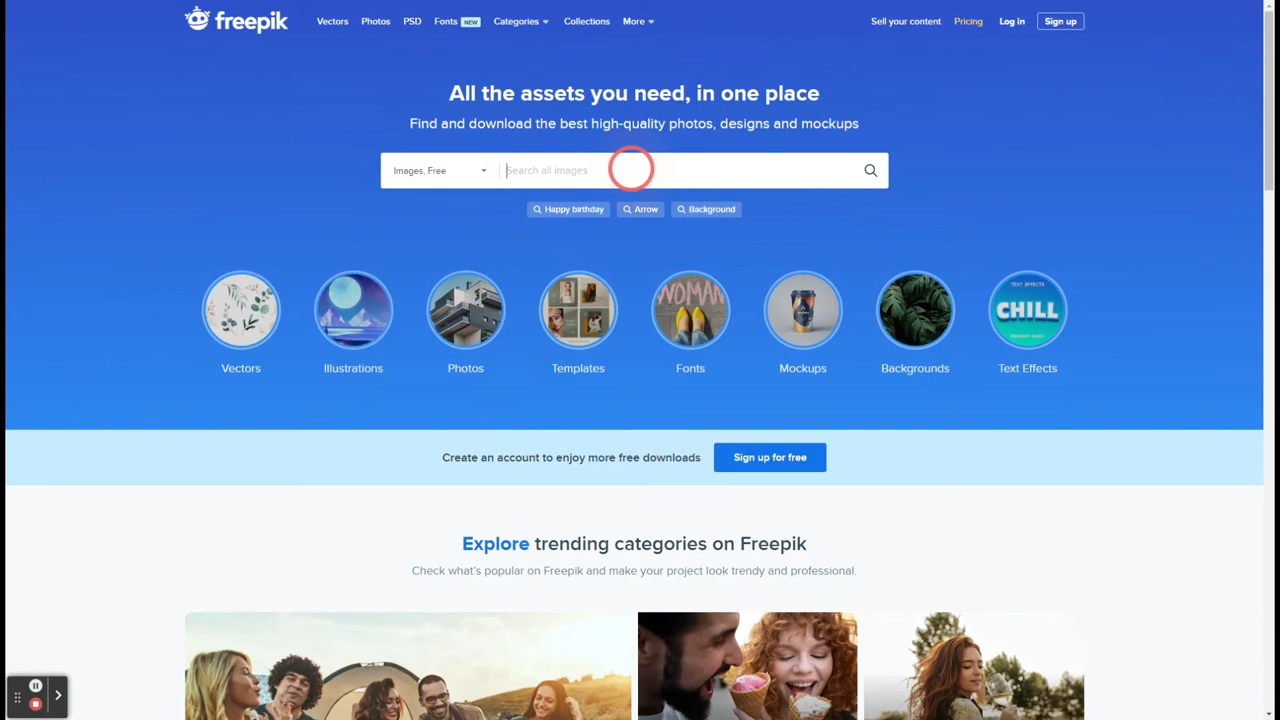 freepik
Vectors
Photos
PSD
Fonts NEW
Categories
Collections
More
Sell your content
Pricing
Log in
Sign up
All the assets you need, in one place
Find and download the best high-quality photos, designs and mockups
Images, Free
Search all images
Happy birthday
Arrow
Background
WOMAN
TEXT EFFECTS
CHILL
Vectors
Illustrations
Photos
Templates
Fonts
Mockups
Backgrounds
Text Effects
Create an account to enjoy more free downloads
Sign up for free
Explore trending categories on Freepik
Check what's popular on Freepik and make your project look trendy and professional.